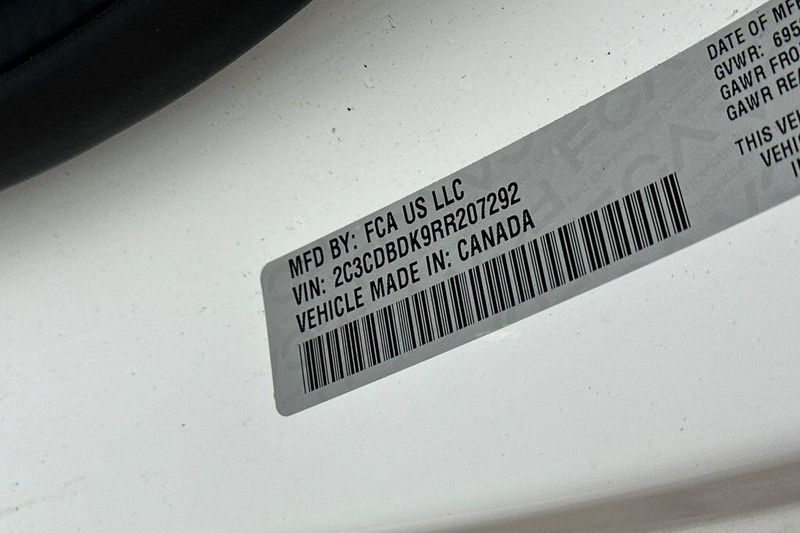 MFD BY: FCA US LLC
VIN: 2C3CDBDK9RR207292
VEHICLE MADE IN: CANADA
DATE OF MF
GVWR: 695
GAWR FRO
GAWR REA
THIS VE
VEHI